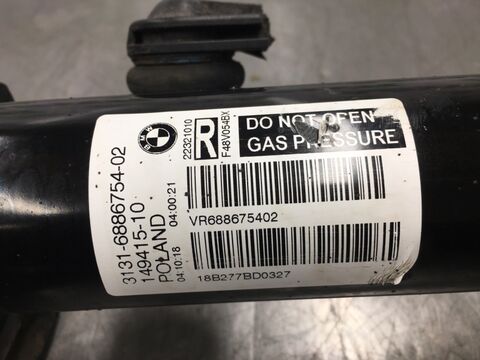 BMW
3131-6886754-02
149415-10
POLAND
04:10:18 04:00:21
22321010
R
F48V054BX
DO NOT OPEN
GAS PRESSURE
VR688675402
18B277BD0327